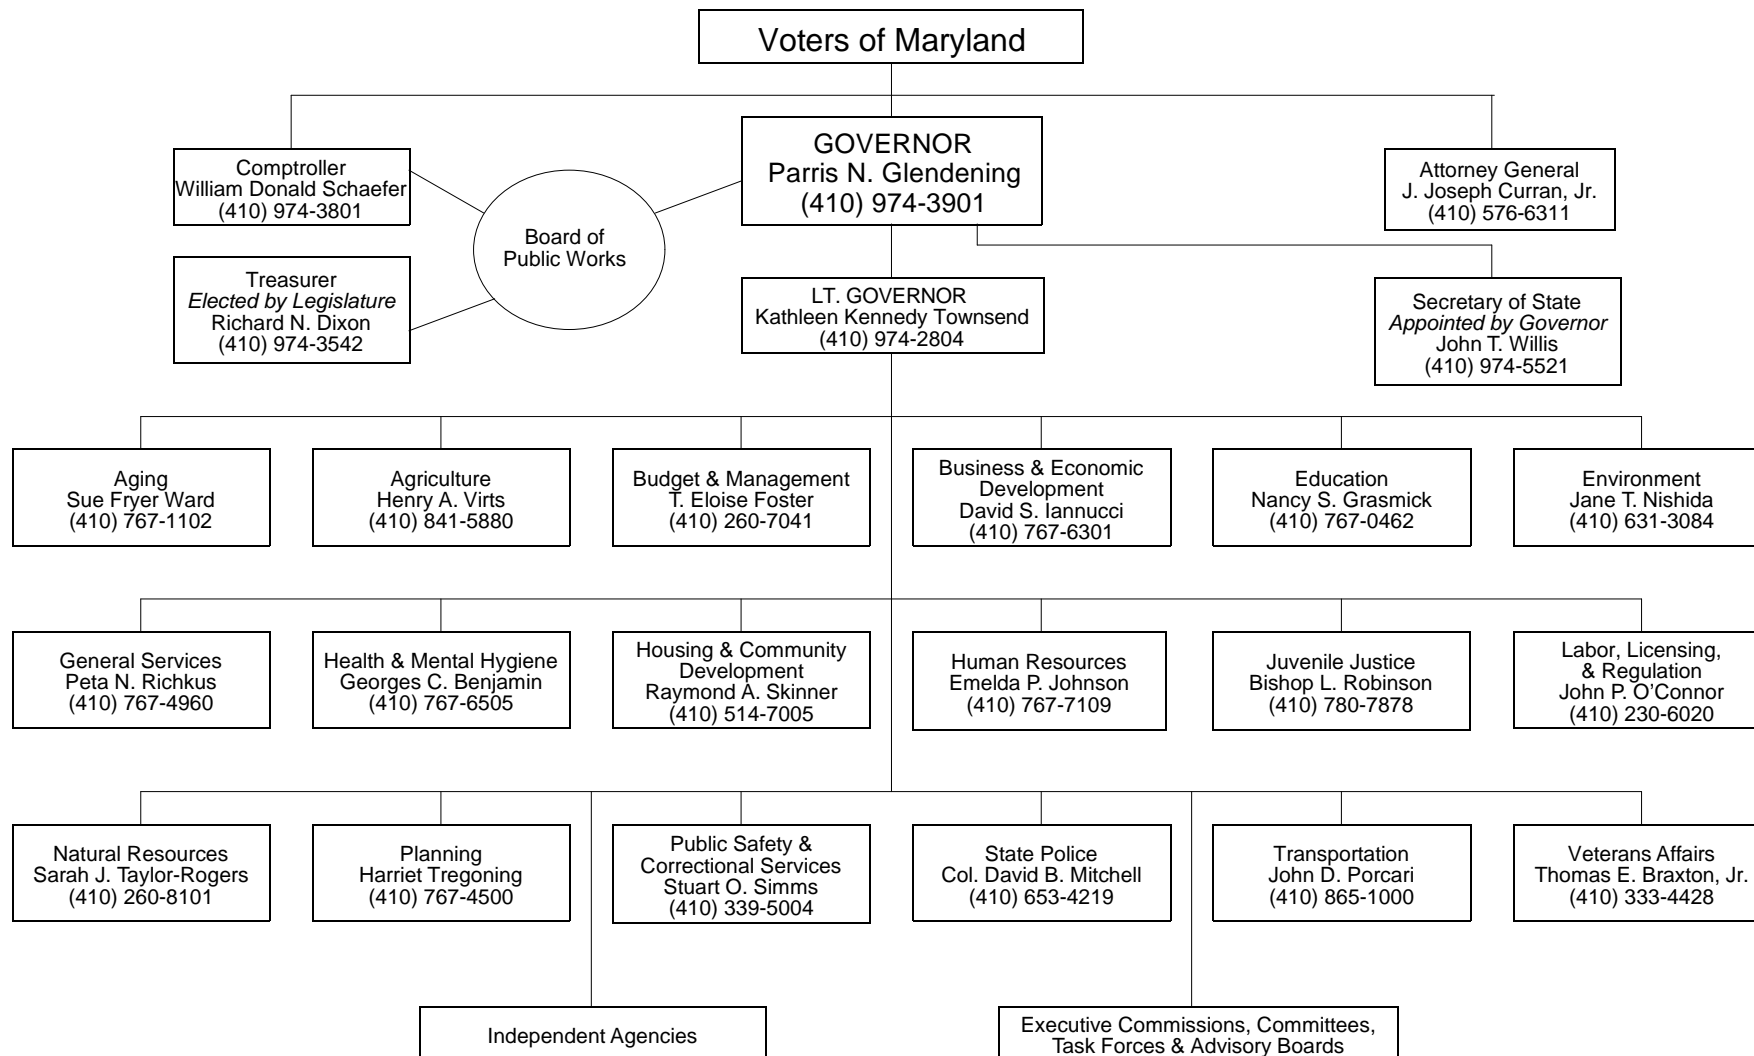 Voters of Maryland
Comptroller
William Donald Schaefer
(410) 974-3801
GOVERNOR
Parris N. Glendening
(410) 974-3901
Attorney General
J. Joseph Curran, Jr.
(410) 576-6311
Board of
Public Works
Treasurer
Elected by Legislature
Richard N. Dixon
(410) 974-3542
LT. GOVERNOR
Kathleen Kennedy Townsend
(410) 974-2804
Secretary of State
Appointed by Governor
John T. Willis
(410) 974-5521
Aging
Sue Fryer Ward
(410) 767-1102
Agriculture
Henry A. Virts
(410) 841-5880
Budget & Management
T. Eloise Foster
(410) 260-7041
Business & Economic
Development
David S. Iannucci
(410) 767-6301
Education
Nancy S. Grasmick
(410) 767-0462
Environment
Jane T. Nishida
(410) 631-3084
General Services
Peta N. Richkus
(410) 767-4960
Health & Mental Hygiene
Georges C. Benjamin
(410) 767-6505
Housing & Community
Development
Raymond A. Skinner
(410) 514-7005
Human Resources
Emelda P. Johnson
(410) 767-7109
Juvenile Justice
Bishop L. Robinson
(410) 780-7878
Labor, Licensing,
& Regulation
John P. O’Connor
(410) 230-6020
Natural Resources
Sarah J. Taylor-Rogers
(410) 260-8101
Planning
Harriet Tregoning
(410) 767-4500
Public Safety &
Correctional Services
Stuart O. Simms
(410) 339-5004
State Police
Col. David B. Mitchell
(410) 653-4219
Transportation
John D. Porcari
(410) 865-1000
Veterans Affairs
Thomas E. Braxton, Jr.
(410) 333-4428
Independent Agencies
Executive Commissions, Committees,
Task Forces & Advisory Boards